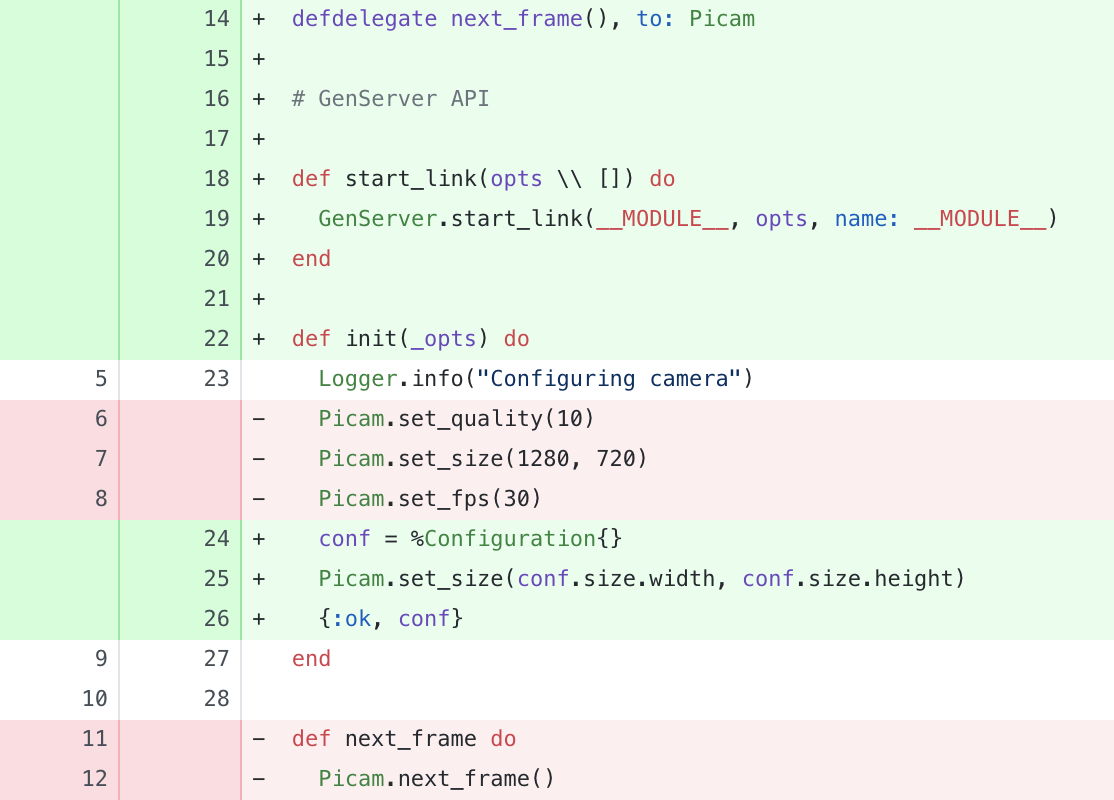 14 + defdelegate next_frame(), to: Picam
15 +
16 + # GenServer API
17 +
18 + def start_link(opts \\ []) do
19 +   GenServer.start_link(__MODULE__, opts, name: __MODULE__)
20 + end
21 +
22 + def init(_opts) do
5 23   Logger.info("Configuring camera")
6 −   Picam.set_quality(10)
7 −   Picam.set_size(1280, 720)
8 −   Picam.set_fps(30)
24 +   conf = %Configuration{}
25 +   Picam.set_size(conf.size.width, conf.size.height)
26 +   {:ok, conf}
9 27 end
10 28
11 − def next_frame do
12 −   Picam.next_frame()